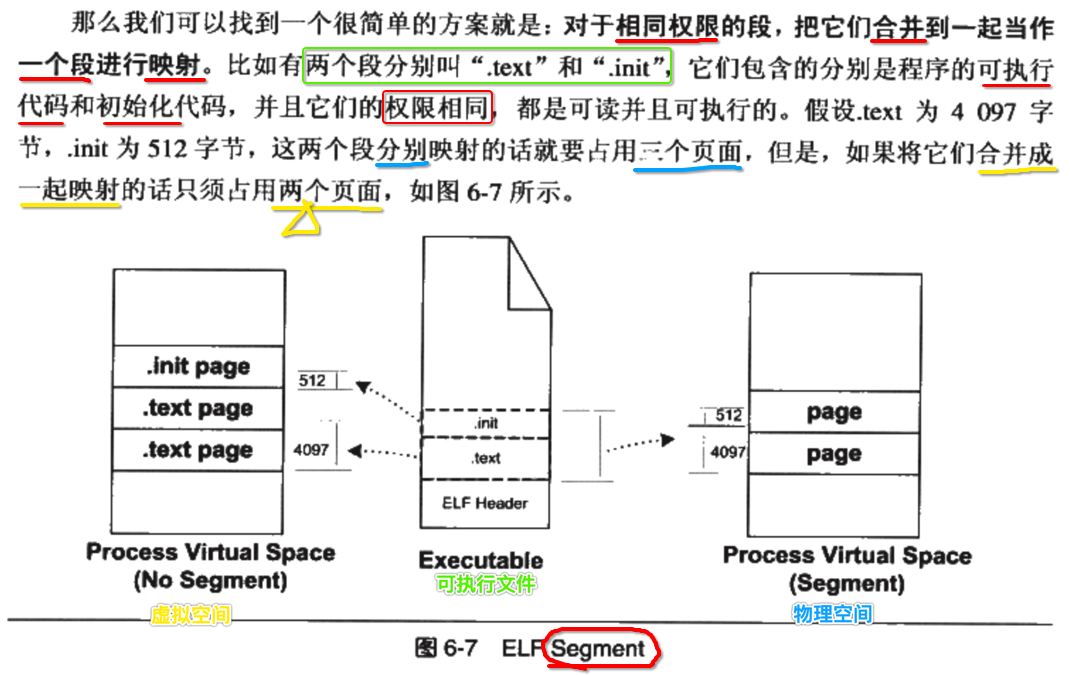 那么我们可以找到一个很简单的方案就是：对于相同权限的段，把它们合并到一起当作
一个段进行映射。比如有两个段分别叫“.text”和“.init”，它们包含的分别是程序的可执行
代码和初始化代码，并且它们的权限相同，都是可读并且可执行的。假设.text 为 4 097 字
节，.init 为 512 字节，这两个段分别映射的话就要占用三个页面，但是，如果将它们合并成
一起映射的话只须占用两个页面，如图 6-7 所示。
.init page
.text page
.text page
512
4097
Process Virtual Space
(No Segment)
虚拟空间
.init
.text
ELF Header
Executable
可执行文件
512
4097
page
page
Process Virtual Space
(Segment)
物理空间
图 6-7 ELF Segment